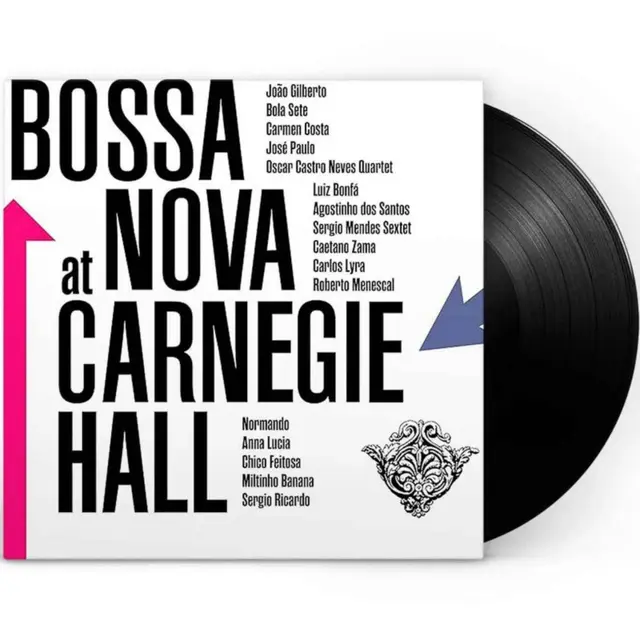 BOSSA
João Gilberto
Bola Sete
Carmen Costa
José Paulo
Oscar Castro Neves Quartet
at NOVA
Luiz Bonfá
Agostinho dos Santos
Sergio Mendes Sextet
Caetano Zama
Carlos Lyra
Roberto Menescal
CARNEGIE
HALL
Normando
Anna Lucia
Chico Feitosa
Miltinho Banana
Sergio Ricardo